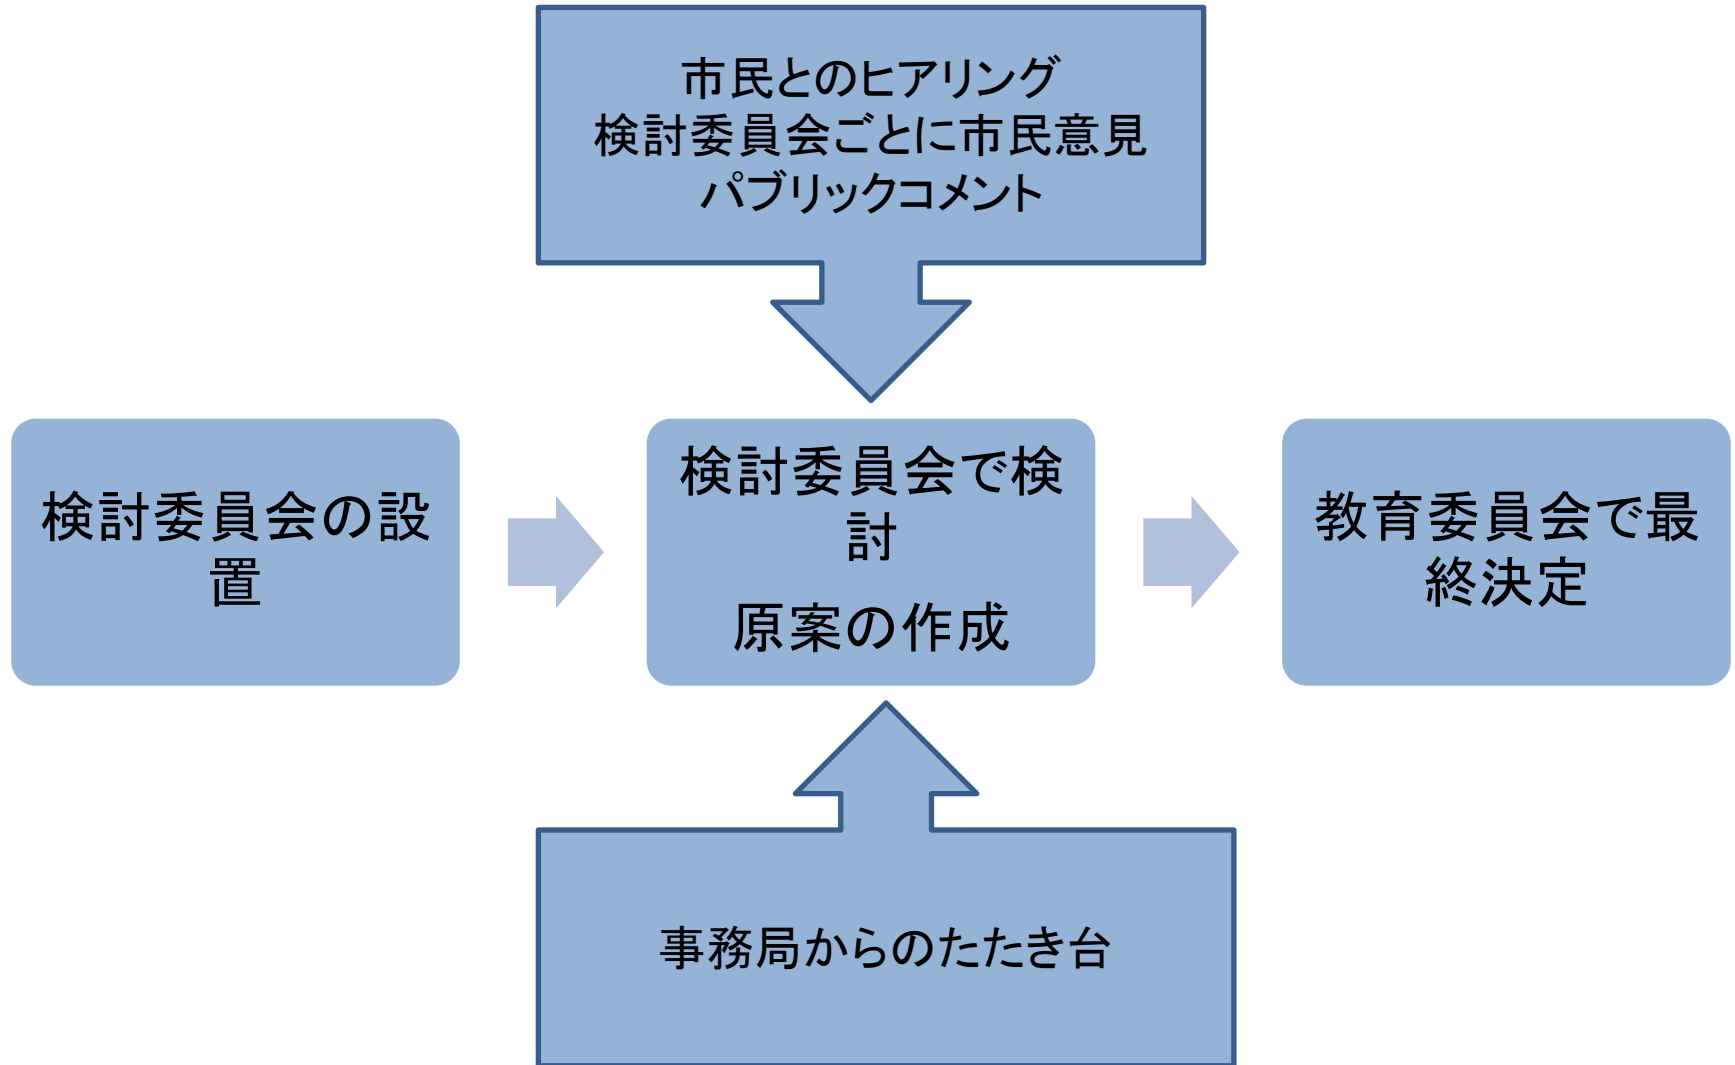 市民とのヒアリング
検討委員会ごとに市民意見
パブリックコメント
検討委員会の設
置
検討委員会で検
討
原案の作成
教育委員会で最
終決定
事務局からのたたき台